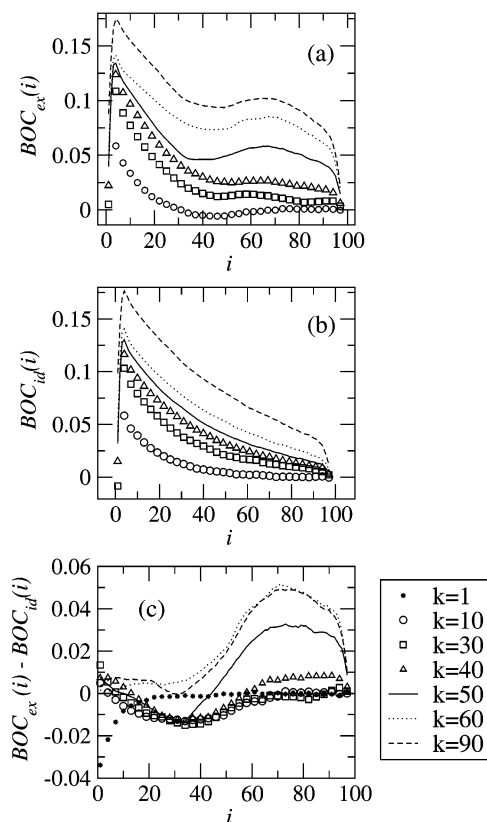 0.15
0.1
0.05
0
BOC_ex(i)
(a)
0 20 40 60 80 100
i
0.15
0.1
0.05
0
BOC_id(i)
(b)
0 20 40 60 80 100
i
0.06
0.04
0.02
0
-0.02
-0.04
BOC_ex(i) - BOC_id(i)
(c)
0 20 40 60 80 100
i
k=1
k=10
k=30
k=40
k=50
k=60
k=90